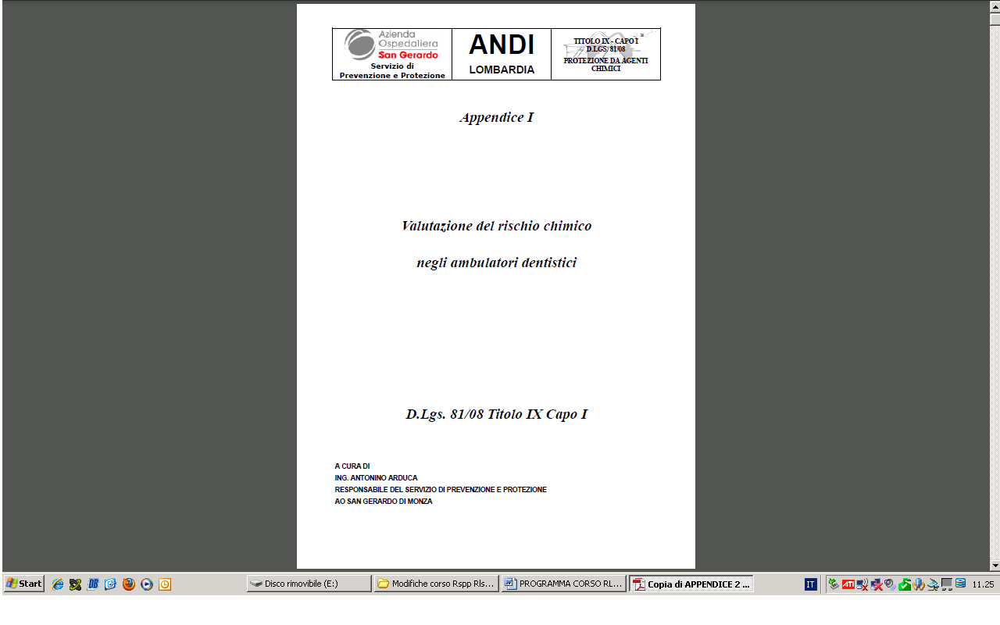 Azienda
Ospedaliera
San Gerardo
Servizio di
Prevenzione e Protezione
ANDI
LOMBARDIA
TITOLO IX - CAPO I
D.LGS. 81/08
PROTEZIONE DA AGENTI
CHIMICI
Appendice I
Valutazione del rischio chimico
negli ambulatori dentistici
D.Lgs. 81/08 Titolo IX Capo I
A CURA DI
ING. ANTONINO ARDUCA
RESPONSABILE DEL SERVIZIO DI PREVENZIONE E PROTEZIONE
AO SAN GERARDO DI MONZA
Start
DB
Disco rimovibile (E:)
Modifiche corso Rspp Rls...
PROGRAMMA CORSO RL...
Copia di APPENDICE 2 ...
IT
ATI
11.25